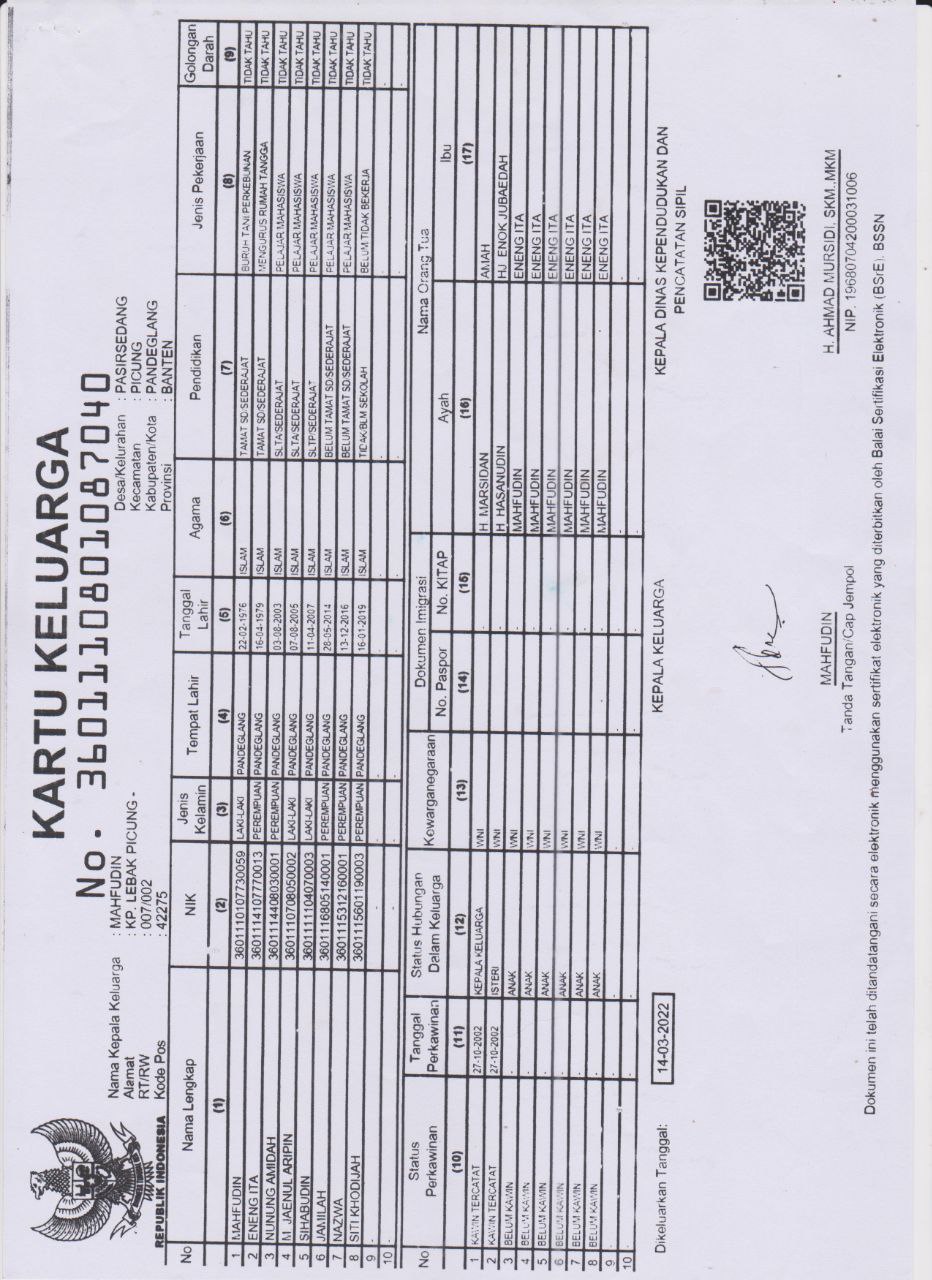 KARTU KELUARGA
No. 3601110801087040
REPUBLIK INDONESIA
Nama Kepala Keluarga : MAHFUDIN
Alamat : KP. LEBAK PICUNG -
RT/RW : 007/002
Kode Pos : 42275
Desa/Kelurahan : PASIRSEDANG
Kecamatan : PICUNG
Kabupaten/Kota : PANDEGLANG
Provinsi : BANTEN
No Nama Lengkap NIK Jenis Kelamin Tempat Lahir Tanggal Lahir Agama Pendidikan Jenis Pekerjaan Golongan Darah
(1) (2) (3) (4) (5) (6) (7) (8) (9)
1 MAHFUDIN 3601110107730059 LAKI-LAKI PANDEGLANG 22-02-1976 ISLAM TAMAT SD/SEDERAJAT BURUH TANI/PERKEBUNAN TIDAK TAHU
2 ENENG ITA 3601114107770013 PEREMPUAN PANDEGLANG 16-04-1979 ISLAM TAMAT SD/SEDERAJAT MENGURUS RUMAH TANGGA TIDAK TAHU
3 NUNUNG AMIDAH 3601114408030001 PEREMPUAN PANDEGLANG 03-08-2003 ISLAM SLTA/SEDERAJAT PELAJAR/MAHASISWA TIDAK TAHU
4 M. JAENUL ARIPIN 3601110708050002 LAKI-LAKI PANDEGLANG 07-08-2005 ISLAM SLTA/SEDERAJAT PELAJAR/MAHASISWA TIDAK TAHU
5 SIHABUDIN 3601111104070003 LAKI-LAKI PANDEGLANG 11-04-2007 ISLAM SLTP/SEDERAJAT PELAJAR/MAHASISWA TIDAK TAHU
6 JAMILAH 3601116805140001 PEREMPUAN PANDEGLANG 28-05-2014 ISLAM BELUM TAMAT SD/SEDERAJAT PELAJAR/MAHASISWA TIDAK TAHU
7 NAZWA 3601115312160001 PEREMPUAN PANDEGLANG 13-12-2016 ISLAM BELUM TAMAT SD/SEDERAJAT PELAJAR/MAHASISWA TIDAK TAHU
8 SITI KHODIJAH 3601115601190003 PEREMPUAN PANDEGLANG 16-01-2019 ISLAM TIDAK/BLM SEKOLAH BELUM/TIDAK BEKERJA TIDAK TAHU
9 - - - - - - - - -
10 - - - - - - - - -
No Status Perkawinan Tanggal Perkawinan Status Hubungan Dalam Keluarga Kewarganegaraan Dokumen Imigrasi Nama Orang Tua
No. Paspor No. KITAP Ayah Ibu
(10) (11) (12) (13) (14) (15) (16) (17)
1 KAWIN TERCATAT 27-10-2002 KEPALA KELUARGA WNI - - H. MARSIDAN AMAH
2 KAWIN TERCATAT 27-10-2002 ISTERI WNI - - H. HASANUDIN HJ. ENOK JUBAEDAH
3 BELUM KAWIN - ANAK WNI - - MAHFUDIN ENENG ITA
4 BELUM KAWIN - ANAK WNI - - MAHFUDIN ENENG ITA
5 BELUM KAWIN - ANAK WNI - - MAHFUDIN ENENG ITA
6 BELUM KAWIN - ANAK WNI - - MAHFUDIN ENENG ITA
7 BELUM KAWIN - ANAK WNI - - MAHFUDIN ENENG ITA
8 BELUM KAWIN - ANAK WNI - - MAHFUDIN ENENG ITA
9 - - - - - - - -
10 - - - - - - - -
Dikeluarkan Tanggal: 14-03-2022
KEPALA KELUARGA
MAHFUDIN
Tanda Tangan/Cap Jempol
KEPALA DINAS KEPENDUDUKAN DAN
PENCATATAN SIPIL
H. AHMAD MURSIDI, SKM.,MKM
NIP. 196807042000031006
Dokumen ini telah ditandatangani secara elektronik menggunakan sertifikat elektronik yang diterbitkan oleh Balai Sertifikasi Elektronik (BSrE), BSSN